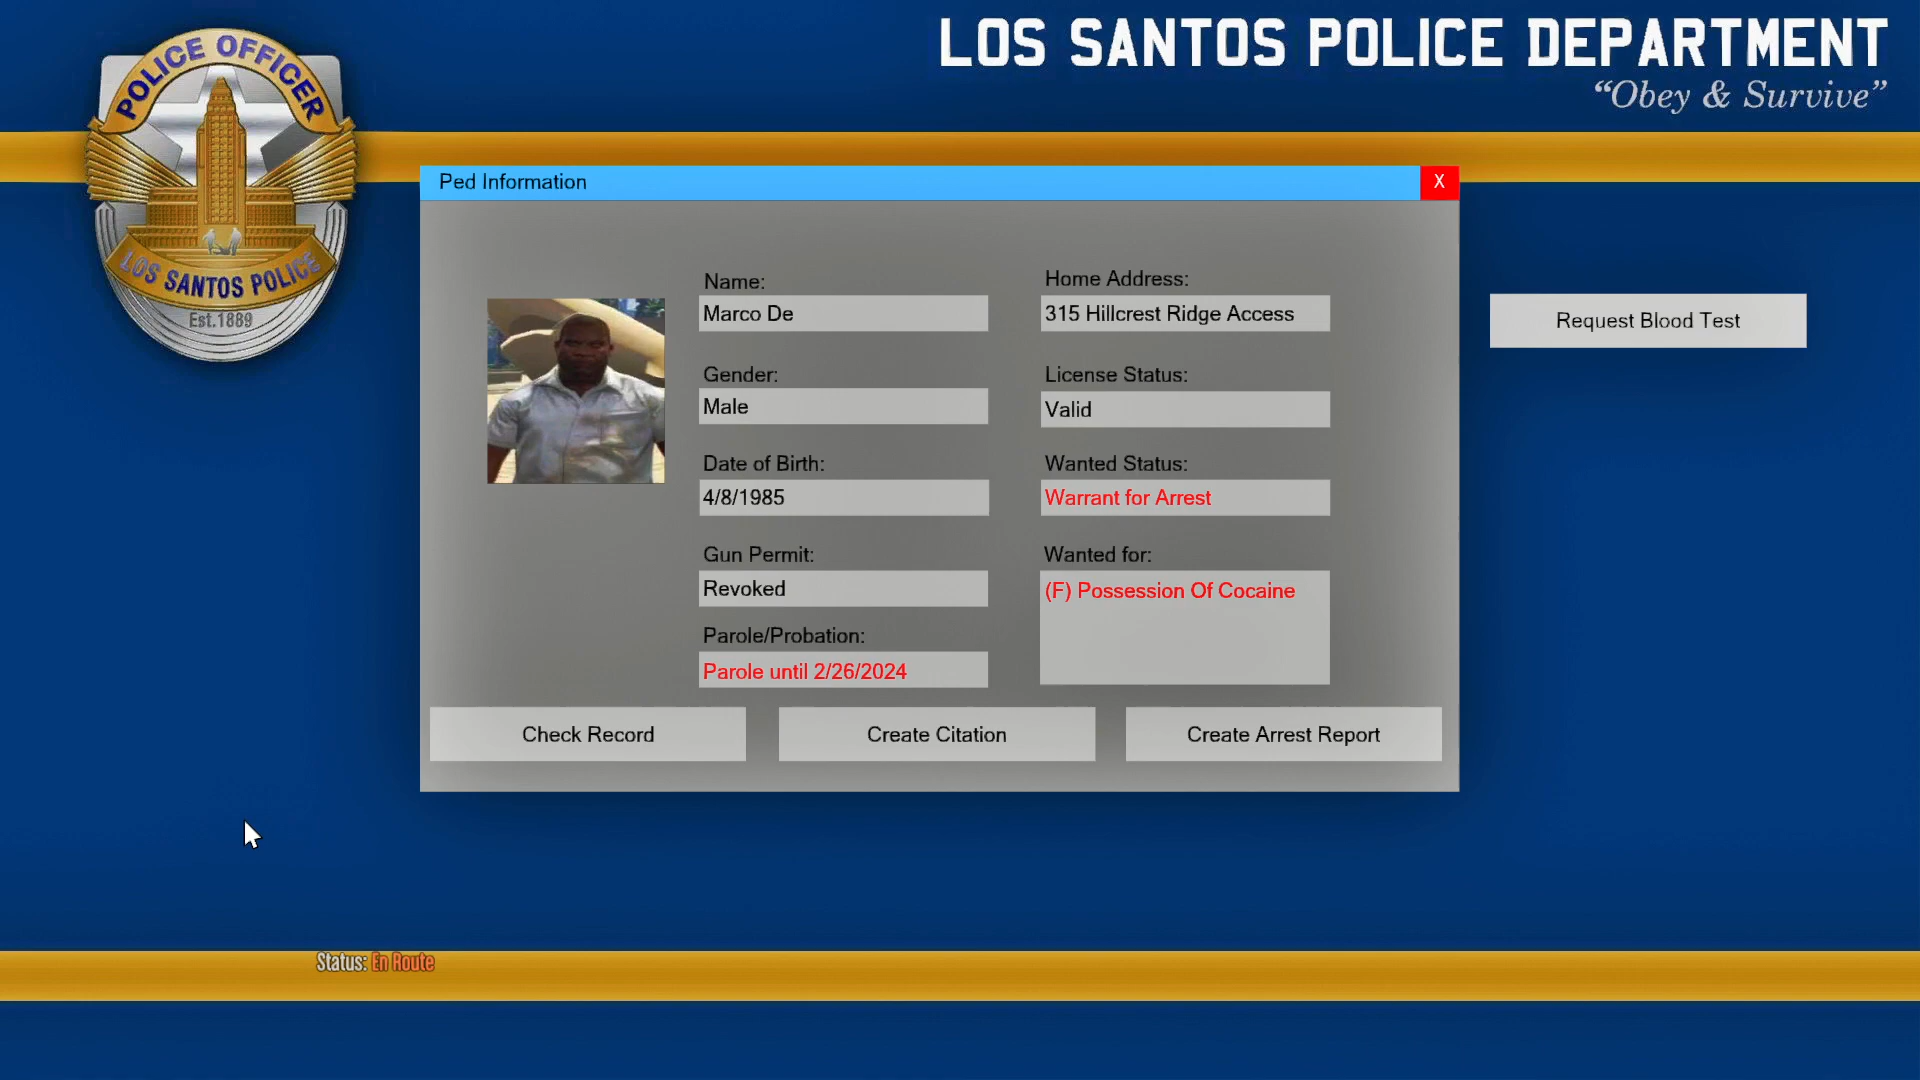 LOS SANTOS POLICE DEPARTMENT
“Obey & Survive”
POLICE OFFICER
LOS SANTOS POLICE
Est.1889
Ped Information
X
Name:
Marco De
Home Address:
315 Hillcrest Ridge Access
Gender:
Male
License Status:
Valid
Date of Birth:
4/8/1985
Wanted Status:
Warrant for Arrest
Gun Permit:
Revoked
Wanted for:
(F) Possession Of Cocaine
Parole/Probation:
Parole until 2/26/2024
Check Record
Create Citation
Create Arrest Report
Request Blood Test
Status: En Route